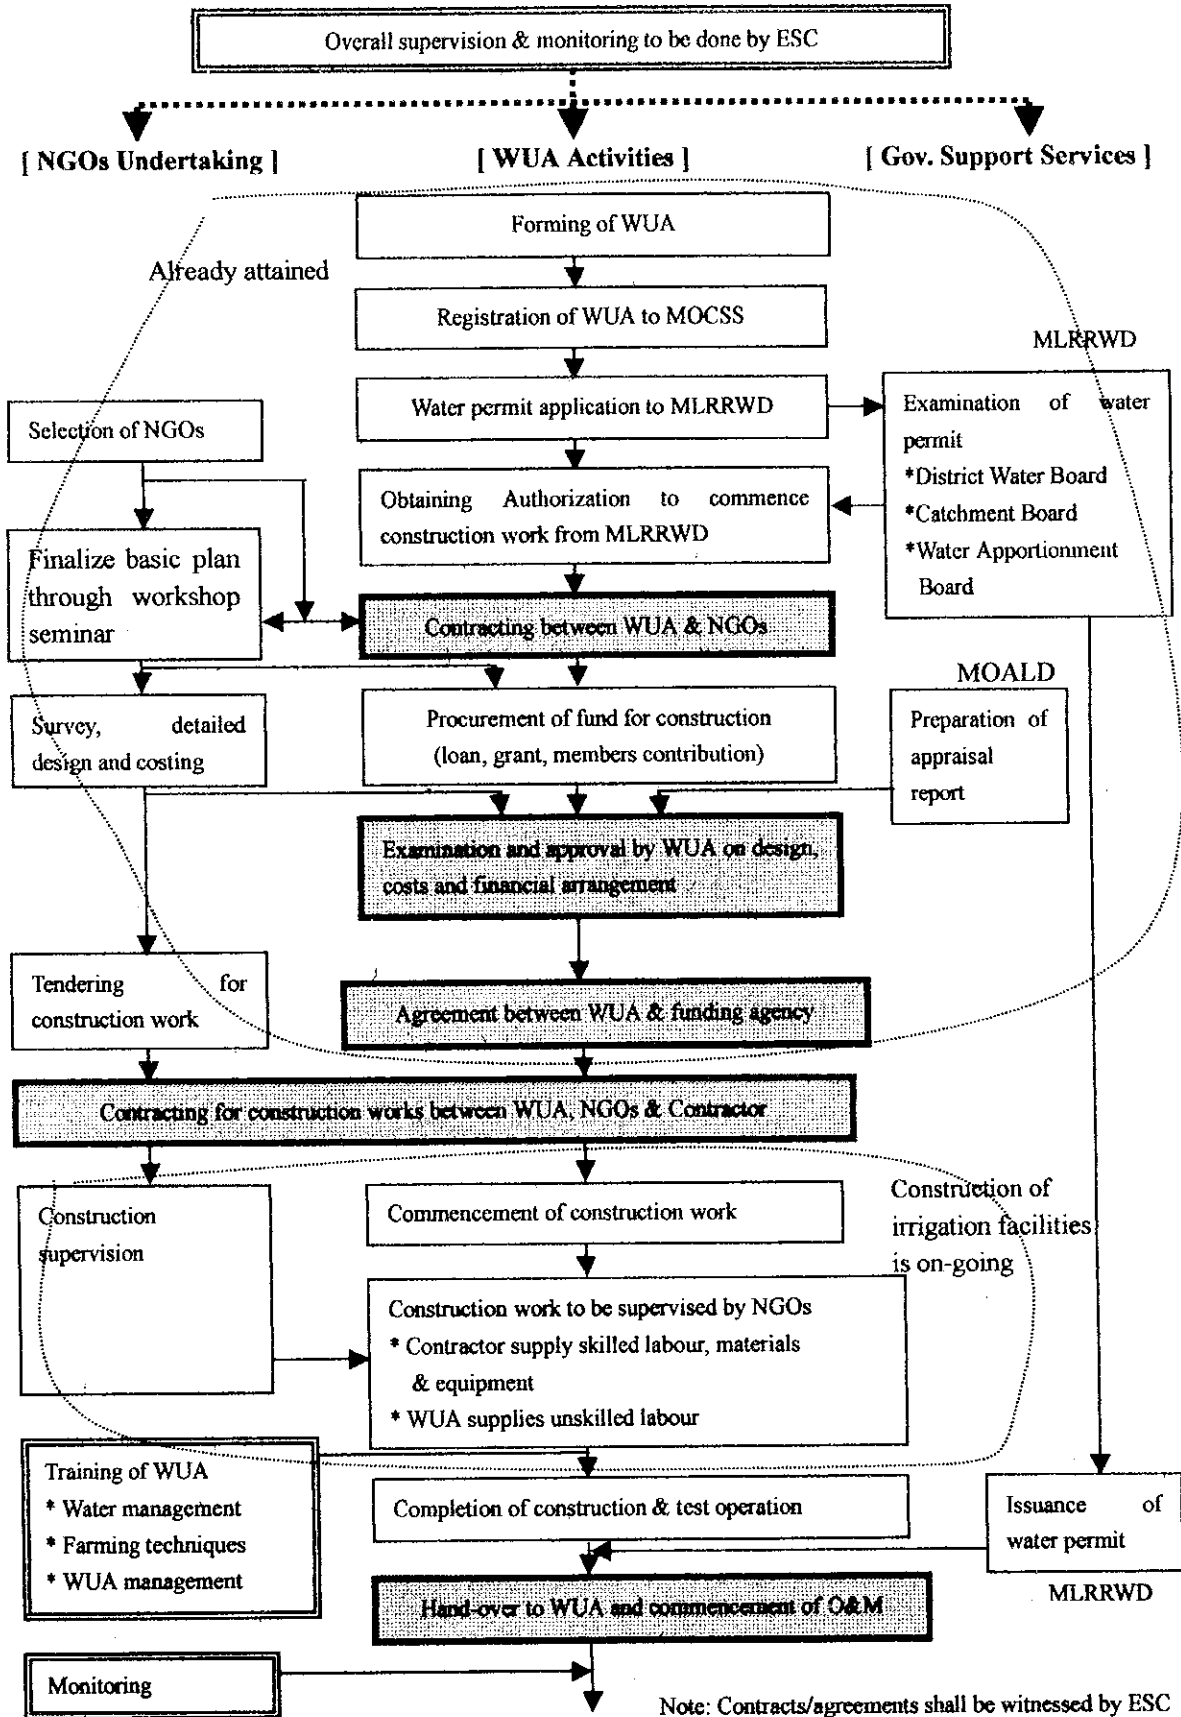 Overall supervision & monitoring to be done by ESC
[ NGOs Undertaking ]
[ WUA Activities ]
[ Gov. Support Services ]
Forming of WUA
Already attained
Registration of WUA to MOCSS
MLRRWD
Water permit application to MLRRWD
Examination of water
permit
*District Water Board
*Catchment Board
*Water Apportionment
Board
Selection of NGOs
Obtaining Authorization to commence
construction work from MLRRWD
Finalize basic plan
through workshop
seminar
Contracting between WUA & NGOs
MOALD
Survey, detailed
design and costing
Procurement of fund for construction
(loan, grant, members contribution)
Preparation of
appraisal
report
Examination and approval by WUA on design,
costs and financial arrangement
Tendering for
construction work
Agreement between WUA & funding agency
Contracting for construction works between WUA, NGOs & Contractor
Construction
supervision
Commencement of construction work
Construction of
irrigation facilities
is on-going
Construction work to be supervised by NGOs
* Contractor supply skilled labour, materials
& equipment
* WUA supplies unskilled labour
Training of WUA
* Water management
* Farming techniques
* WUA management
Completion of construction & test operation
Issuance of
water permit
MLRRWD
Hand-over to WUA and commencement of O&M
Monitoring
Note: Contracts/agreements shall be witnessed by ESC